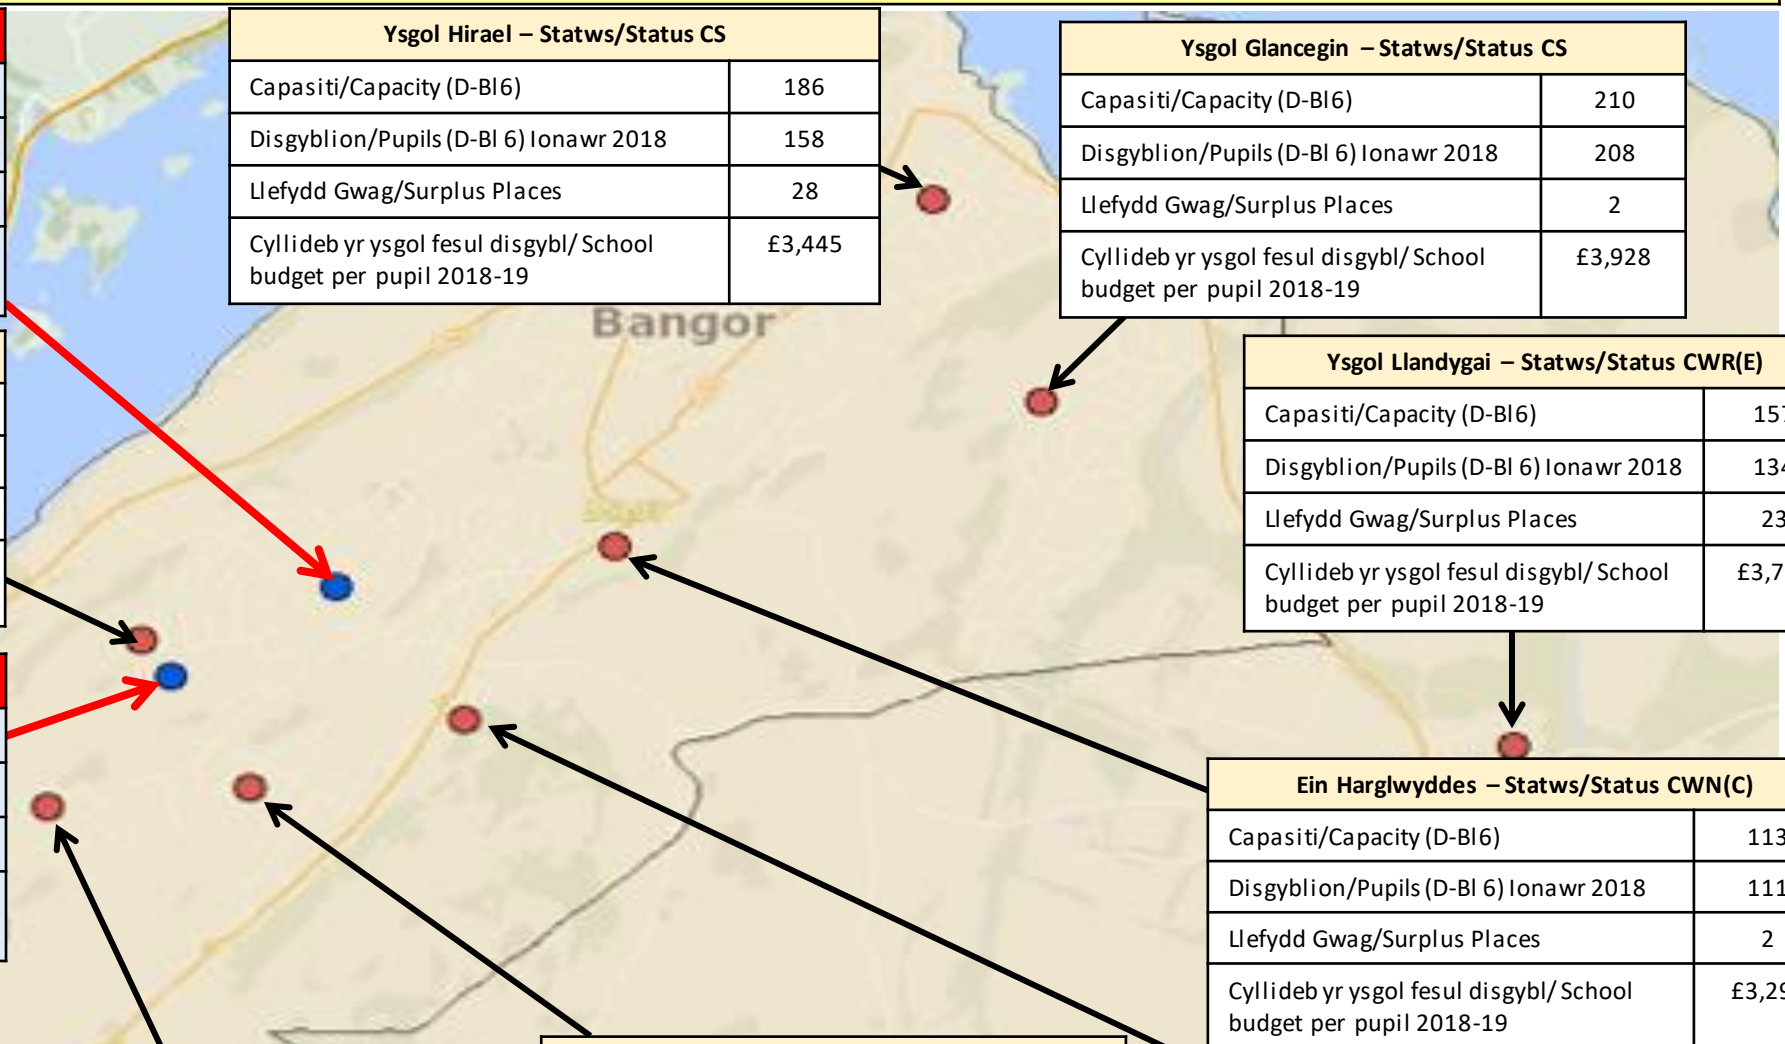 Ysgol Hirael – Statws/Status CS
Capasiti/Capacity (D-Bl6) 186
Disgyblion/Pupils (D-Bl 6) Ionawr 2018 158
Llefydd Gwag/Surplus Places 28
Cyllideb yr ysgol fesul disgybl/ School £3,445
budget per pupil 2018-19
Ysgol Glancegin – Statws/Status CS
Capasiti/Capacity (D-Bl6) 210
Disgyblion/Pupils (D-Bl 6) Ionawr 2018 208
Llefydd Gwag/Surplus Places 2
Cyllideb yr ysgol fesul disgybl/ School £3,928
budget per pupil 2018-19
Bangor
Ysgol Llandygai – Statws/Status CWR(E)
Capasiti/Capacity (D-Bl6) 157
Disgyblion/Pupils (D-Bl 6) Ionawr 2018 134
Llefydd Gwag/Surplus Places 23
Cyllideb yr ysgol fesul disgybl/ School £3,7
budget per pupil 2018-19
Ein Harglwyddes – Statws/Status CWN(C)
Capasiti/Capacity (D-Bl6) 113
Disgyblion/Pupils (D-Bl 6) Ionawr 2018 111
Llefydd Gwag/Surplus Places 2
Cyllideb yr ysgol fesul disgybl/ School £3,29
budget per pupil 2018-19